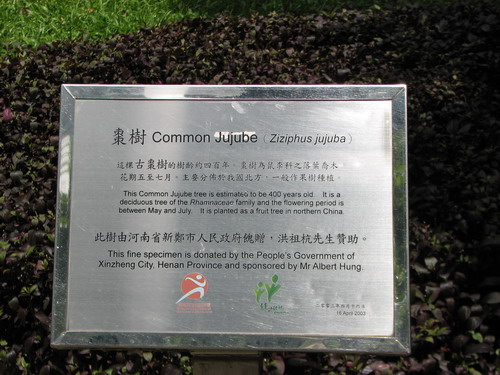 棗樹 Common Jujube (Ziziphus jujuba)
這棵古棗樹的樹齡約四百年。棗樹為鼠李科之落葉喬木
花期五至七月。主要分佈於我國北方,一般作果樹種植。
This Common Jujube tree is estimated to be 400 years old. It is a
deciduous tree of the Rhamnaceae family and the flowering period is
between May and July. It is planted as a fruit tree in northern China.
此樹由河南省新鄭市人民政府餽贈,洪祖杭先生贊助。
This fine specimen is donated by the People's Government of
Xinzheng City, Henan Province and sponsored by Mr Albert Hung.
16 April 2003